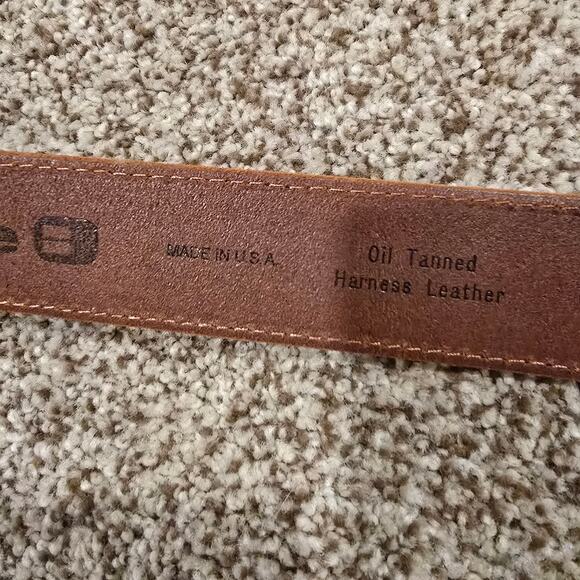 e
MADE IN U.S.A.
Oil Tanned
Harness Leather